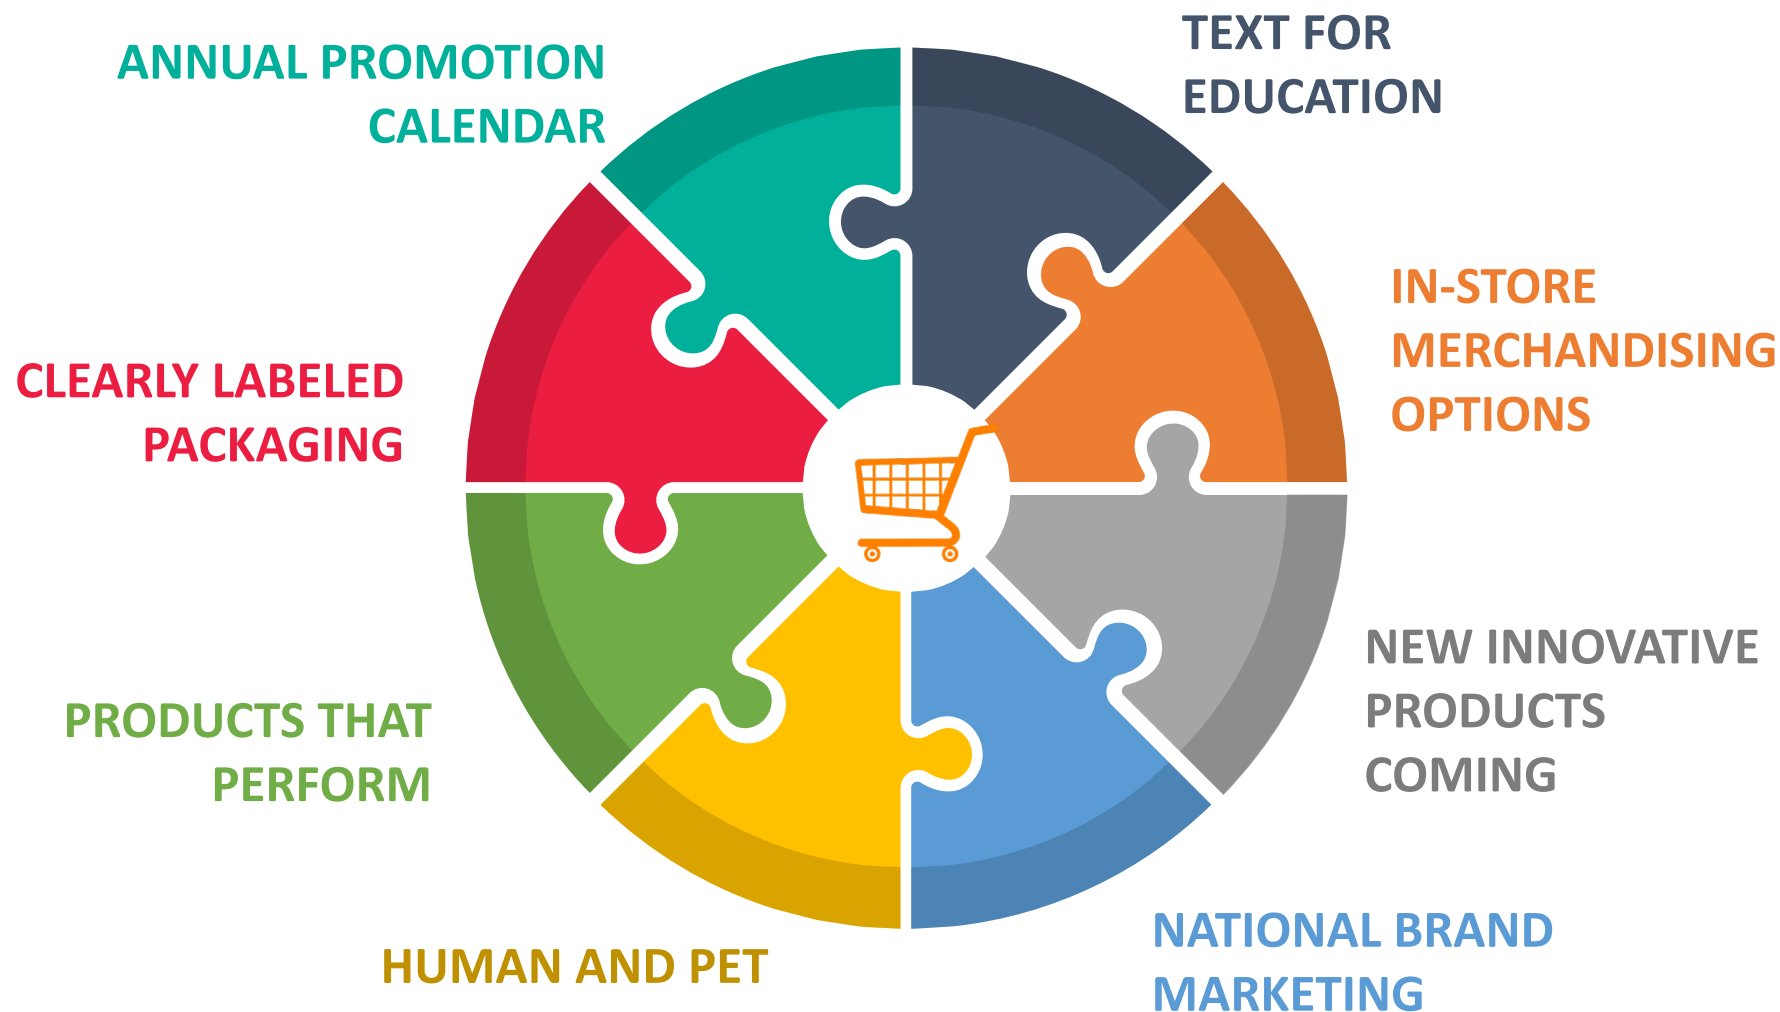 ANNUAL PROMOTION
CALENDAR
TEXT FOR
EDUCATION
IN-STORE
MERCHANDISING
OPTIONS
CLEARLY LABELED
PACKAGING
NEW INNOVATIVE
PRODUCTS
COMING
PRODUCTS THAT
PERFORM
NATIONAL BRAND
MARKETING
HUMAN AND PET